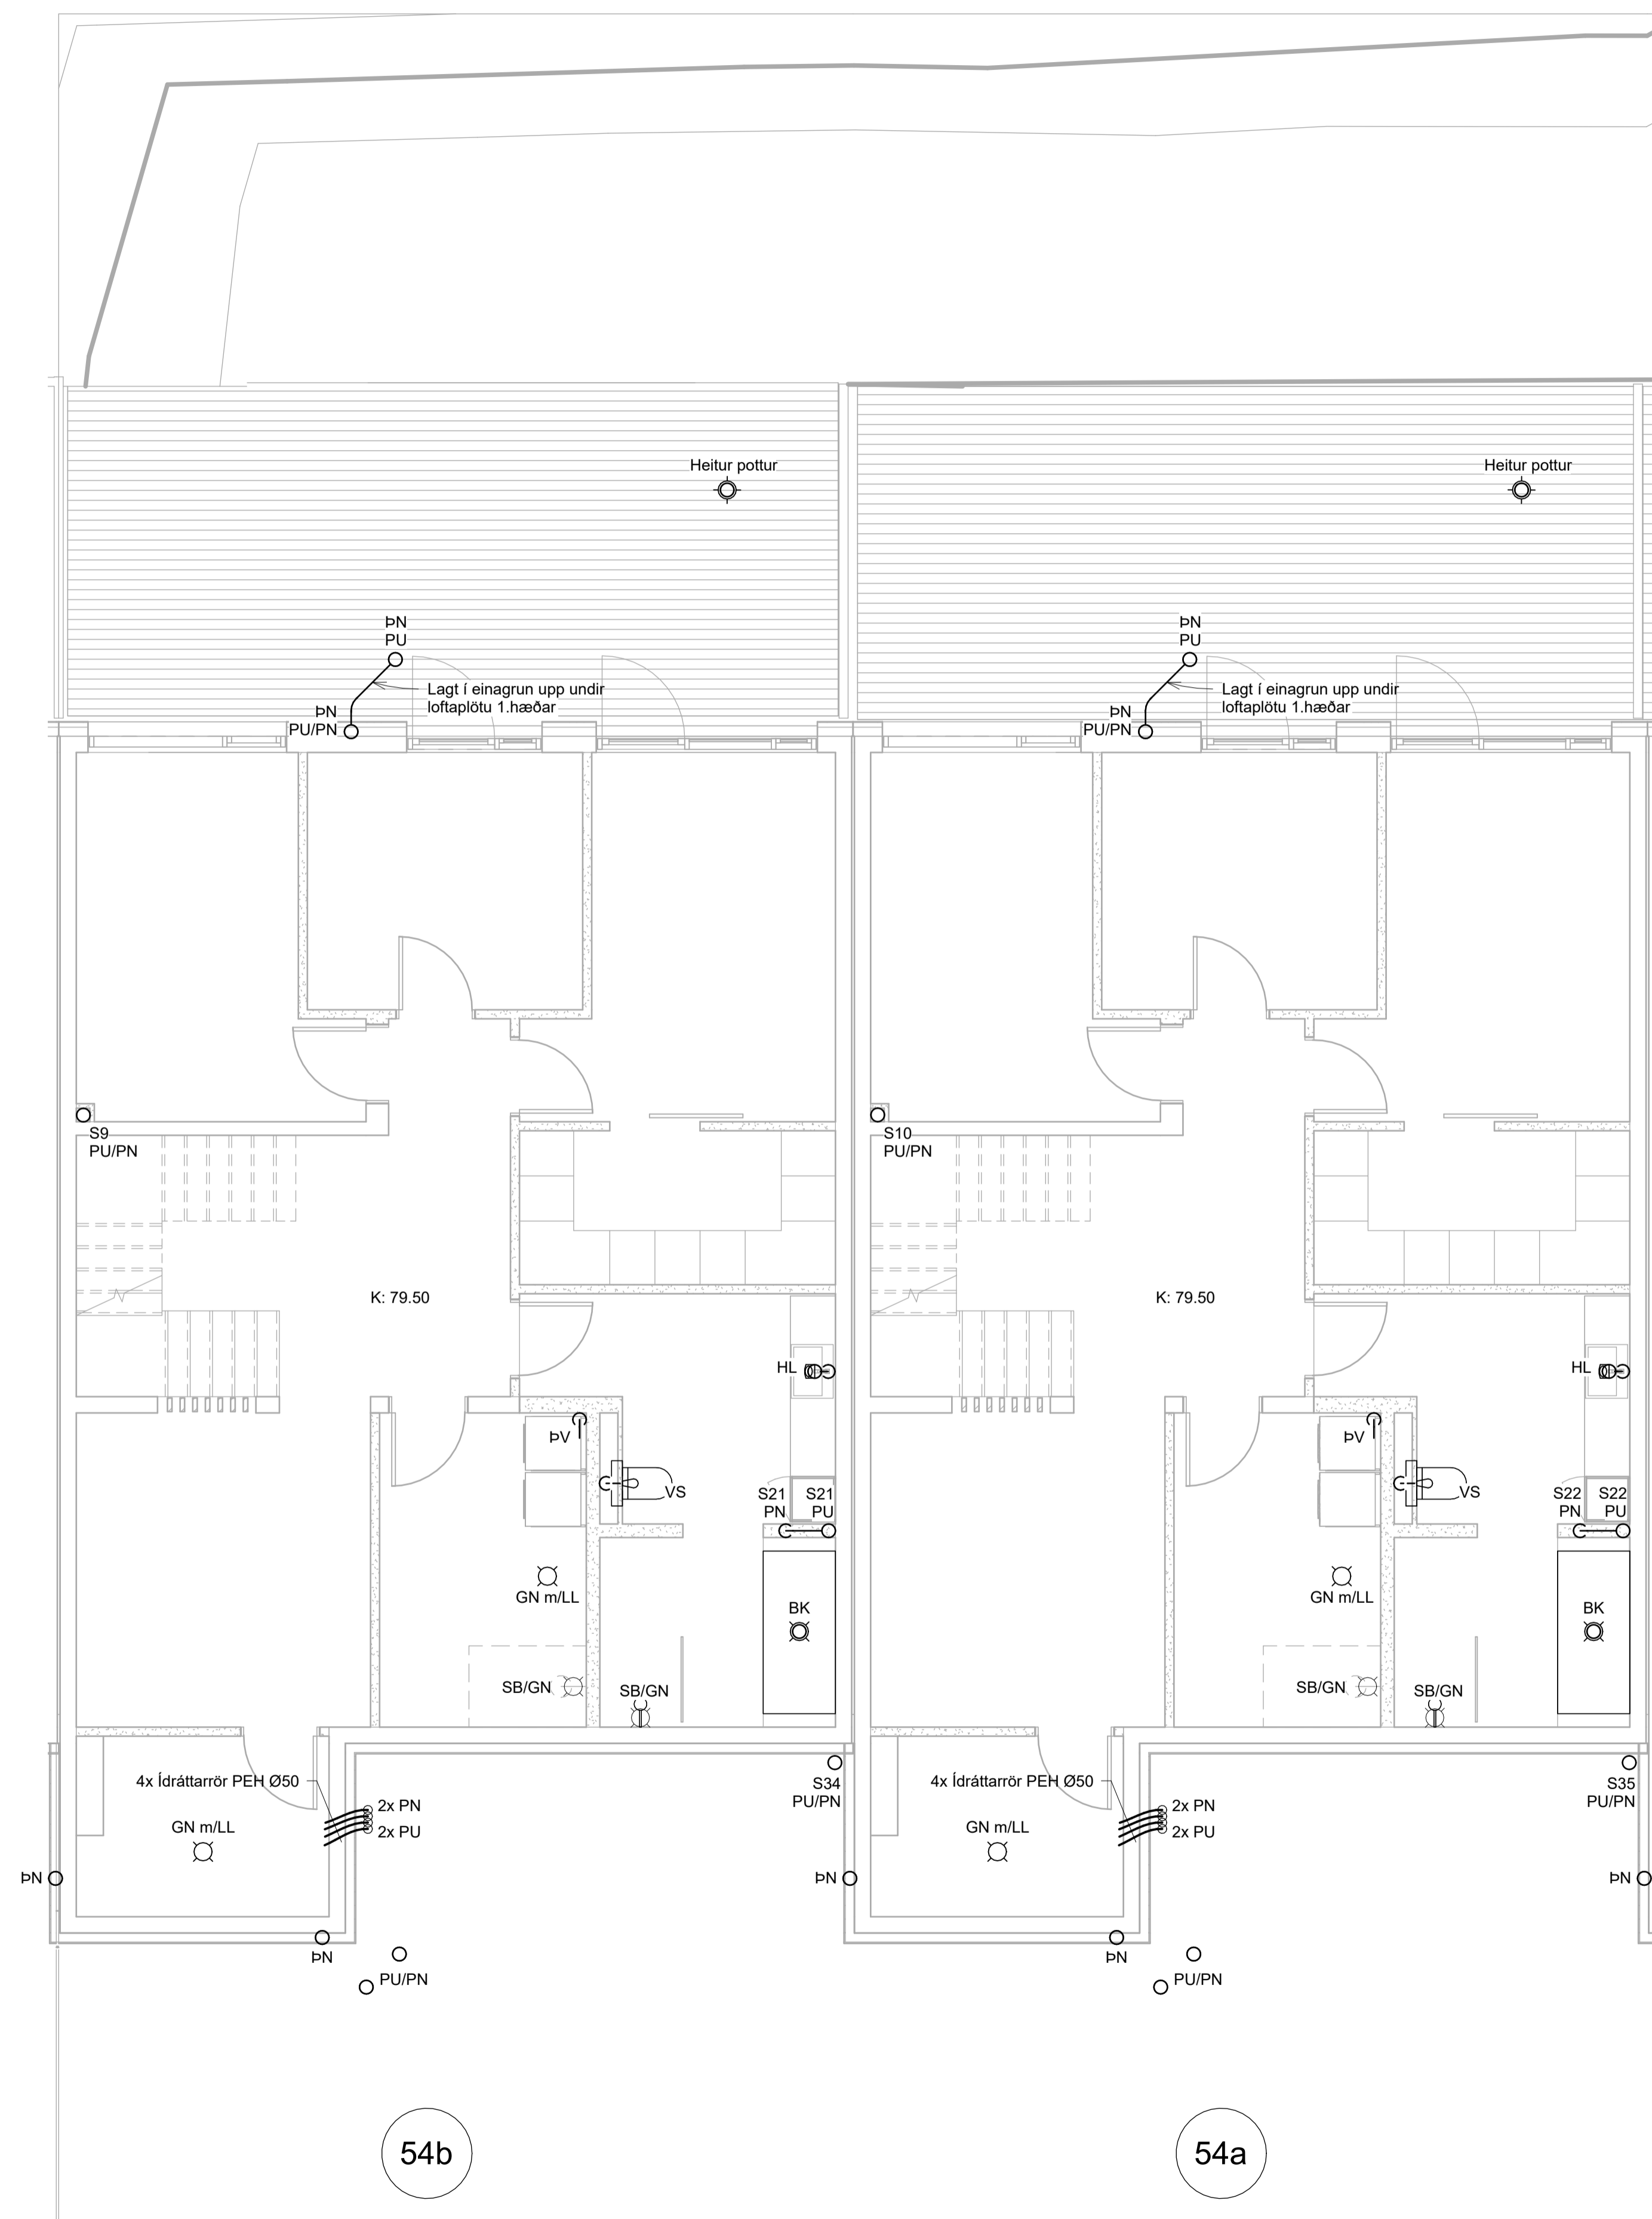 Heitur pottur
Heitur pottur
ÞN
PU
Lagt í einagrun upp undir
loftaplötu 1.hæðar
ÞN
PU/PN
ÞN
PU
Lagt í einagrun upp undir
loftaplötu 1.hæðar
ÞN
PU/PN
S9
PU/PN
S10
PU/PN
K: 79.50
K: 79.50
HL
HL
ÞV
ÞV
VS
VS
S21
PN
S21
PU
S22
PN
S22
PU
GN m/LL
BK
GN m/LL
BK
SB/GN
SB/GN
SB/GN
SB/GN
4x Ídráttarrör PEH Ø50
2x PN
2x PU
S34
PU/PN
4x Ídráttarrör PEH Ø50
2x PN
2x PU
S35
PU/PN
GN m/LL
GN m/LL
ÞN
ÞN
ÞN
ÞN
PU/PN
ÞN
PU/PN
54b
54a